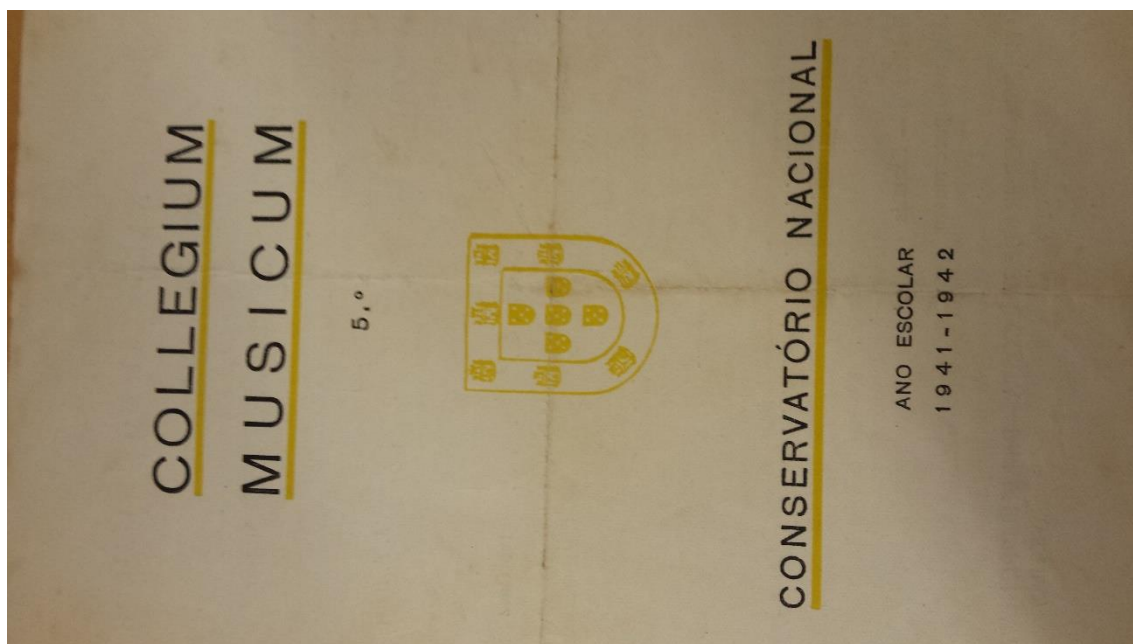 COLLEGIUM
MUSICUM
5.º
CONSERVATÓRIO NACIONAL
ANO ESCOLAR
1941-1942